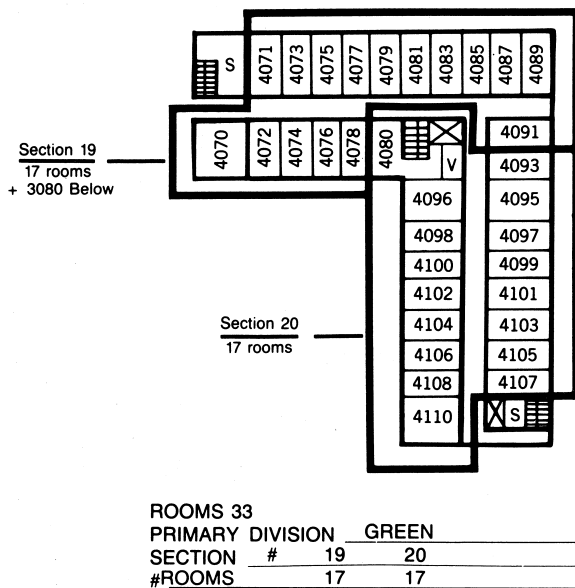 S 4071 4073 4075 4077 4079 4081 4083 4085 4087 4089
4070 4072 4074 4076 4078 4080 V 4091
4093
4096 4095
4098 4097
4100 4099
4102 4101
4104 4103
4106 4105
4108 4107
4110 S
Section 19
17 rooms
+ 3080 Below
Section 20
17 rooms
ROOMS 33
PRIMARY DIVISION GREEN
SECTION # 19 20
#ROOMS 17 17